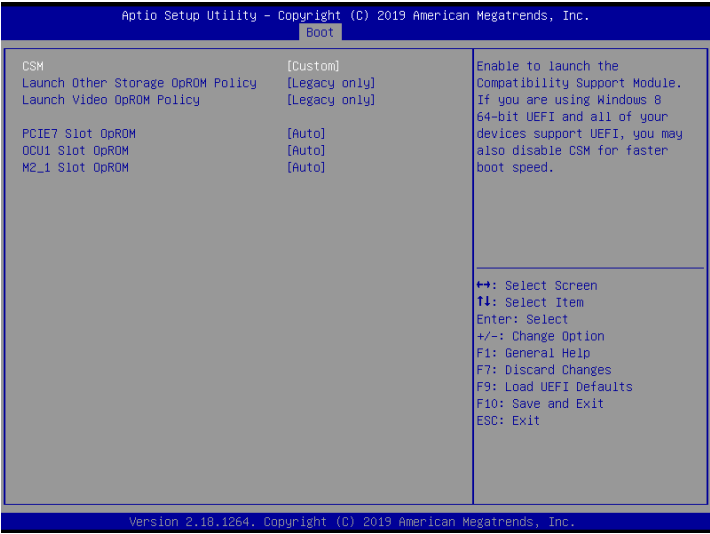 Aptio Setup Utility – Copyright (C) 2019 American Megatrends, Inc.
Boot
CSM [Custom]
Launch Other Storage OpROM Policy [Legacy only]
Launch Video OpROM Policy [Legacy only]
PCIE7 Slot OpROM [Auto]
OCU1 Slot OpROM [Auto]
M2_1 Slot OpROM [Auto]
Enable to launch the
Compatibility Support Module.
If you are using Windows 8
64-bit UEFI and all of your
devices support UEFI, you may
also disable CSM for faster
boot speed.
↔: Select Screen
↑↓: Select Item
Enter: Select
+/-: Change Option
F1: General Help
F7: Discard Changes
F9: Load UEFI Defaults
F10: Save and Exit
ESC: Exit
Version 2.18.1264. Copyright (C) 2019 American Megatrends, Inc.